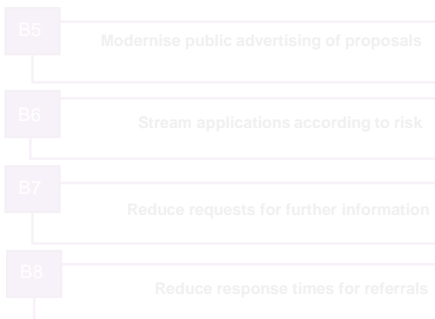 B5
Modernise public advertising of proposals
B6
Stream applications according to risk
B7
Reduce requests for further information
B8
Reduce response times for referrals